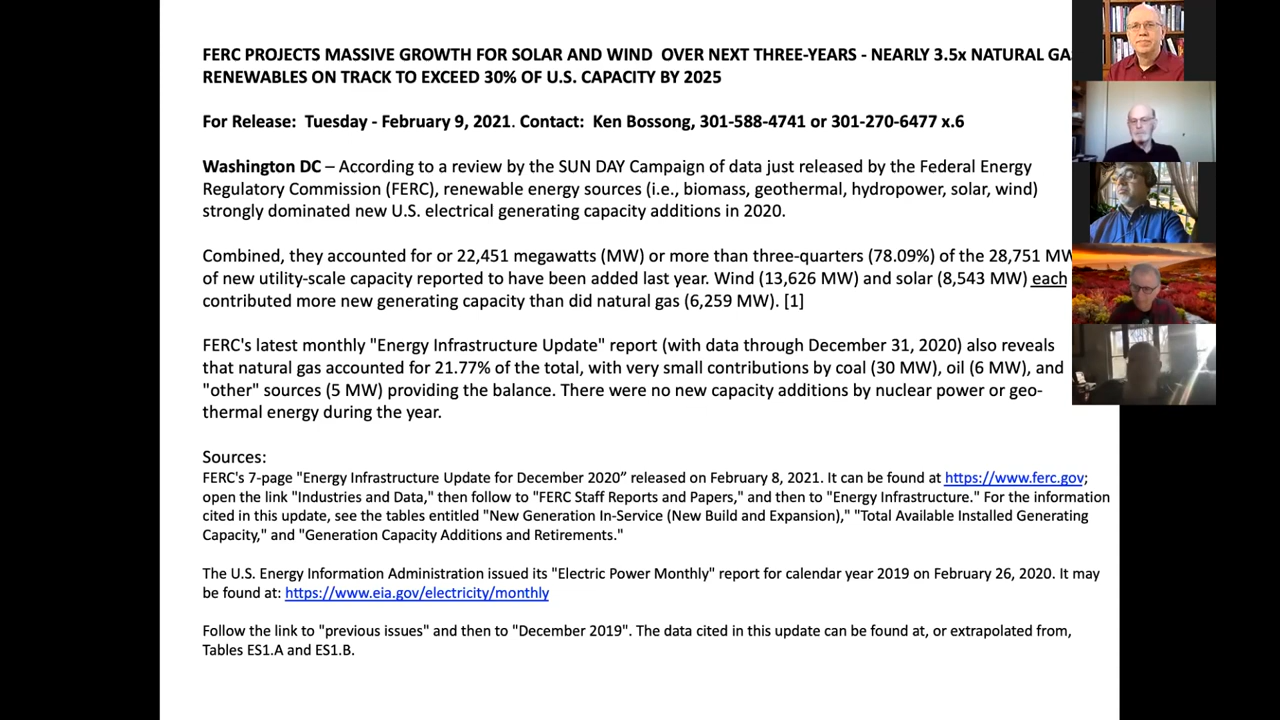 FERC PROJECTS MASSIVE GROWTH FOR SOLAR AND WIND OVER NEXT THREE-YEARS - NEARLY 3.5x NATURAL GA
RENEWABLES ON TRACK TO EXCEED 30% OF U.S. CAPACITY BY 2025
For Release: Tuesday - February 9, 2021. Contact: Ken Bossong, 301-588-4741 or 301-270-6477 x.6
Washington DC – According to a review by the SUN DAY Campaign of data just released by the Federal Energy
Regulatory Commission (FERC), renewable energy sources (i.e., biomass, geothermal, hydropower, solar, wind)
strongly dominated new U.S. electrical generating capacity additions in 2020.
Combined, they accounted for or 22,451 megawatts (MW) or more than three-quarters (78.09%) of the 28,751 MW
of new utility-scale capacity reported to have been added last year. Wind (13,626 MW) and solar (8,543 MW) each
contributed more new generating capacity than did natural gas (6,259 MW). [1]
FERC's latest monthly "Energy Infrastructure Update" report (with data through December 31, 2020) also reveals
that natural gas accounted for 21.77% of the total, with very small contributions by coal (30 MW), oil (6 MW), and
"other" sources (5 MW) providing the balance. There were no new capacity additions by nuclear power or geo-
thermal energy during the year.
Sources:
FERC's 7-page "Energy Infrastructure Update for December 2020” released on February 8, 2021. It can be found at https://www.ferc.gov;
open the link "Industries and Data," then follow to "FERC Staff Reports and Papers," and then to "Energy Infrastructure." For the information
cited in this update, see the tables entitled "New Generation In-Service (New Build and Expansion)," "Total Available Installed Generating
Capacity," and "Generation Capacity Additions and Retirements."
The U.S. Energy Information Administration issued its "Electric Power Monthly" report for calendar year 2019 on February 26, 2020. It may
be found at: https://www.eia.gov/electricity/monthly
Follow the link to "previous issues" and then to "December 2019". The data cited in this update can be found at, or extrapolated from,
Tables ES1.A and ES1.B.